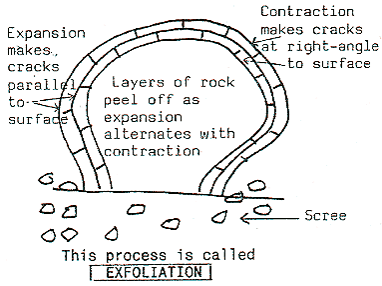 Expansion
makes,
cracks
parallel
to
surface
Contraction
makes cracks
at right-angle
to surface
Layers of rock
peel off as
expansion
alternates with
contraction
Scree
This process is called
EXFOLIATION